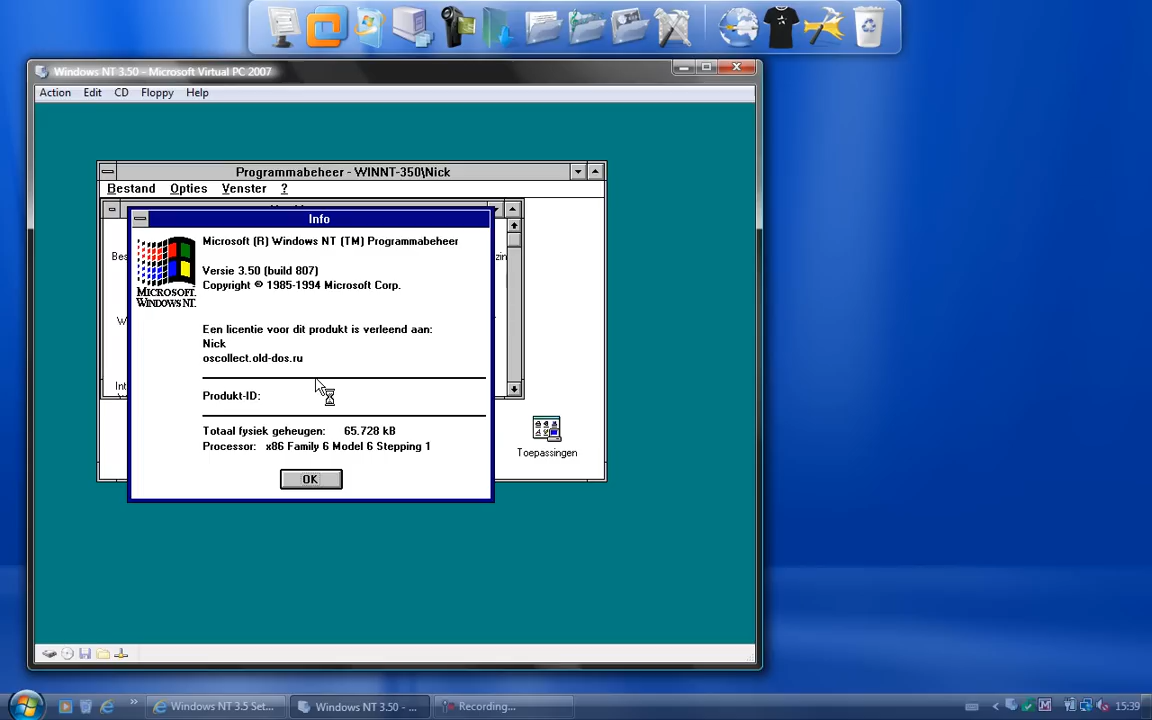 Windows NT 3.50 - Microsoft Virtual PC 2007
Action Edit CD Floppy Help
Programmabeheer - WINNT-350\Nick
Bestand Opties Venster ?
Info
Microsoft (R) Windows NT (TM) Programmabeheer
Versie 3.50 (build 807)
Copyright © 1985-1994 Microsoft Corp.
MICROSOFT.
WINDOWS NT.
Een licentie voor dit produkt is verleend aan:
Nick
oscollect.old-dos.ru
Produkt-ID:
Totaal fysiek geheugen: 65.728 kB
Processor: x86 Family 6 Model 6 Stepping 1
OK
Toepassingen
Windows NT 3.5 Set... Windows NT 3.50 - ... Recording... 15:39